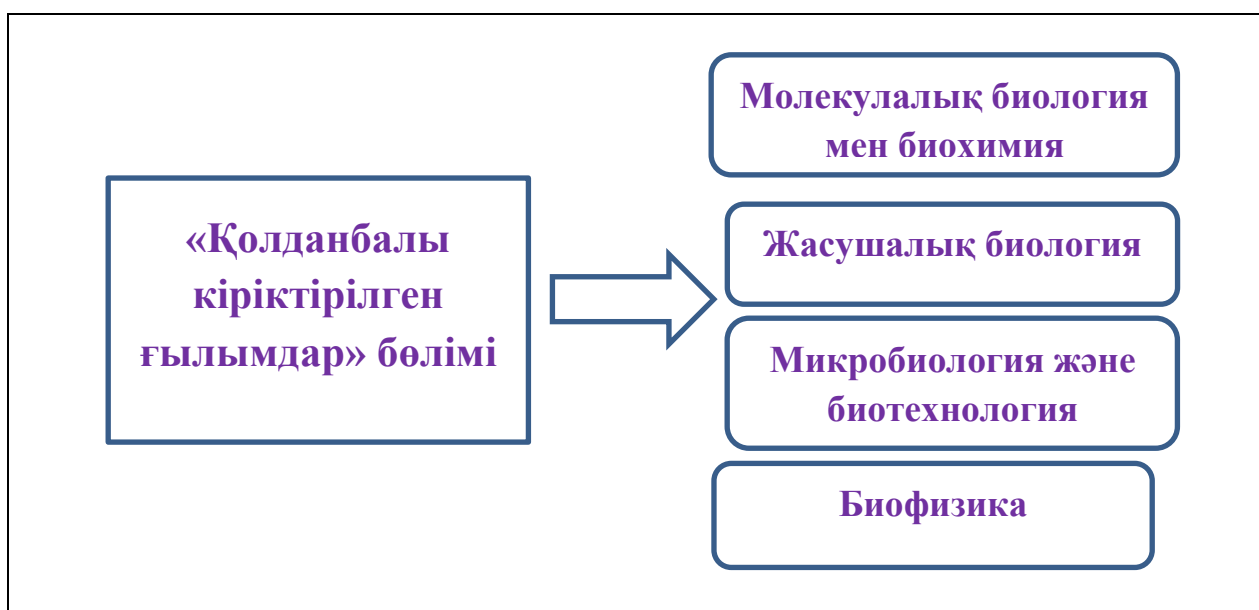 «Қолданбалы
кіріктірілген
ғылымдар» бөлімі
Молекулалық биология
мен биохимия
Жасушалық биология
Микробиология және
биотехнология
Биофизика